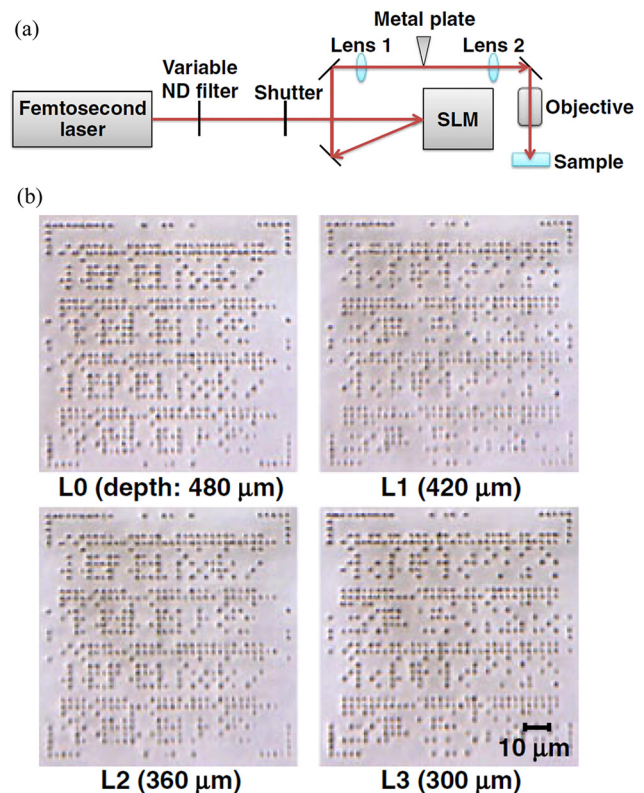 (a)
Metal plate
Lens 1
Lens 2
Variable
ND filter
Shutter
Femtosecond
laser
SLM
Objective
Sample
(b)
L0 (depth: 480 μm)
L1 (420 μm)
L2 (360 μm)
L3 (300 μm)
10 μm